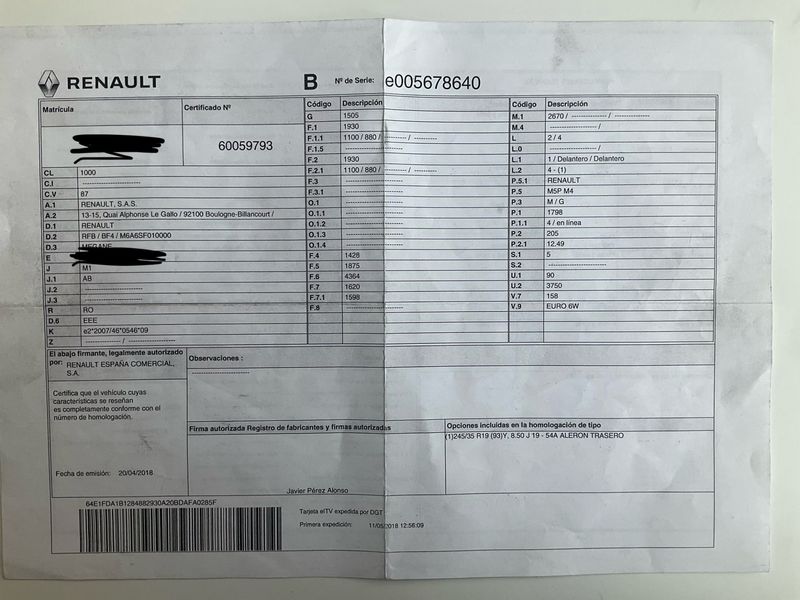 RENAULT
B Nº de Serie: e005678640
Matrícula
Certificado Nº
60059793
CL 1000
C.I ----------------------
C.V 87
A.1 RENAULT, S.A.S.
A.2 13-15, Quai Alphonse Le Gallo / 92100 Boulogne-Billancourt /
D.1 RENAULT
D.2 RFB / BF4 / M6A6SF010000
D.3 MEGANE
E
J M1
J.1 AB
J.2 ----------------------
J.3 ----------------------
R RO
D.6 EEE
K e2*2007/46*0546*09
Z -------------- / ------------------
Código Descripción
G 1505
F.1 1930
F.1.1 1100 / 880 / ---------- / ----------
F.1.5 ----------------------
F.2 1930
F.2.1 1100 / 880 / ---------- / ----------
F.3 ----------------------
F.3.1 ----------------------
O.1 ----------------------
O.1.1 ----------------------
O.1.2 ----------------------
O.1.3 ----------------------
O.1.4 ----------------------
F.4 1428
F.5 1875
F.6 4364
F.7 1620
F.7.1 1598
F.8 ----------------------
Código Descripción
M.1 2670 / -------------- / --------------
M.4 -------------------- /
L 2 / 4
L.0 -------------------- /
L.1 1 / Delantero / Delantero
L.2 4 - (1)
P.5.1 RENAULT
P.5 M5P M4
P.3 M / G
P.1 1798
P.1.1 4 / en línea
P.2 205
P.2.1 12.49
S.1 5
S.2 ----------------------
U.1 90
U.2 3750
V.7 158
V.9 EURO 6W
El abajo firmante, legalmente autorizado
por: RENAULT ESPAÑA COMERCIAL,
S.A.
Certifica que el vehículo cuyas
características se reseñan
es completamente conforme con el
número de homologación.
Fecha de emisión: 20/04/2018
Observaciones :
----------------------
Firma autorizada Registro de fabricantes y firmas autorizadas
Javier Pérez Alonso
Opciones incluidas en la homologación de tipo
(1)245/35 R19 (93)Y, 8.50 J 19 - 54A ALERON TRASERO
64E1FDA1B1284882930A20BDAFA0285F
Tarjeta eITV expedida por DGT
Primera expedición: 11/05/2018 12:56:09